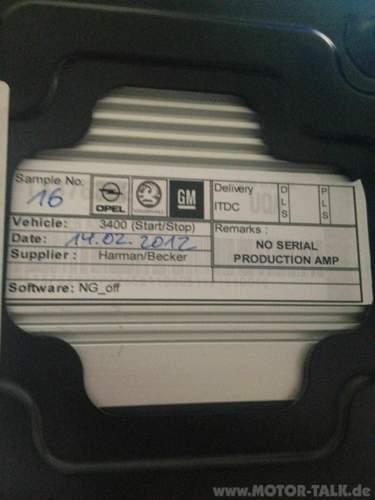 Sample No.
16
OPEL
VAUXHALL
GM
Delivery
ITDC
D L S
P L S
Vehicle: 3400 (Start/Stop)
Date: 14.02.2012
Supplier : Harman/Becker
Remarks :
NO SERIAL
PRODUCTION AMP
Software: NG_off
www.MOTOR-TALK.de